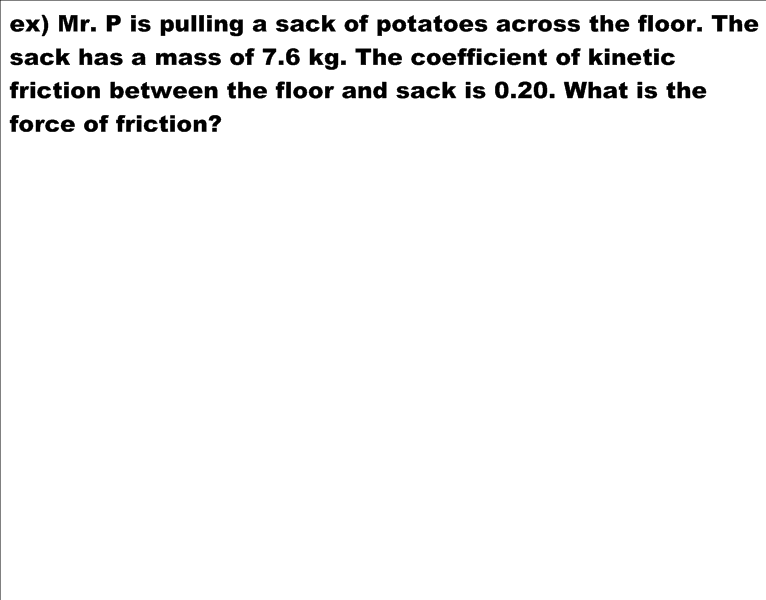 ex) Mr. P is pulling a sack of potatoes across the floor. The
sack has a mass of 7.6 kg. The coefficient of kinetic
friction between the floor and sack is 0.20. What is the
force of friction?